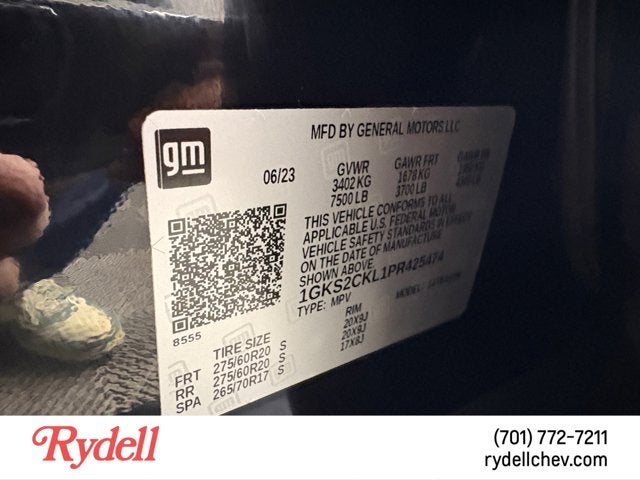 gm
MFD BY GENERAL MOTORS LLC
06/23
GVWR
3402 KG
7500 LB
GAWR FRT
1678 KG
3700 LB
GAWR RR
THIS VEHICLE CONFORMS TO ALL
APPLICABLE U.S. FEDERAL MOTOR
VEHICLE SAFETY STANDARDS IN EFFECT
ON THE DATE OF MANUFACTURE
SHOWN ABOVE.
1GKS2CKL1PR425474
TYPE: MPV
MODEL:
8555
TIRE SIZE
RIM
FRT 275/60R20 S 20X9J
RR 275/60R20 S 20X9J
SPA 265/70R17 S 17X8J
Rydell
(701) 772-7211
rydellchev.com